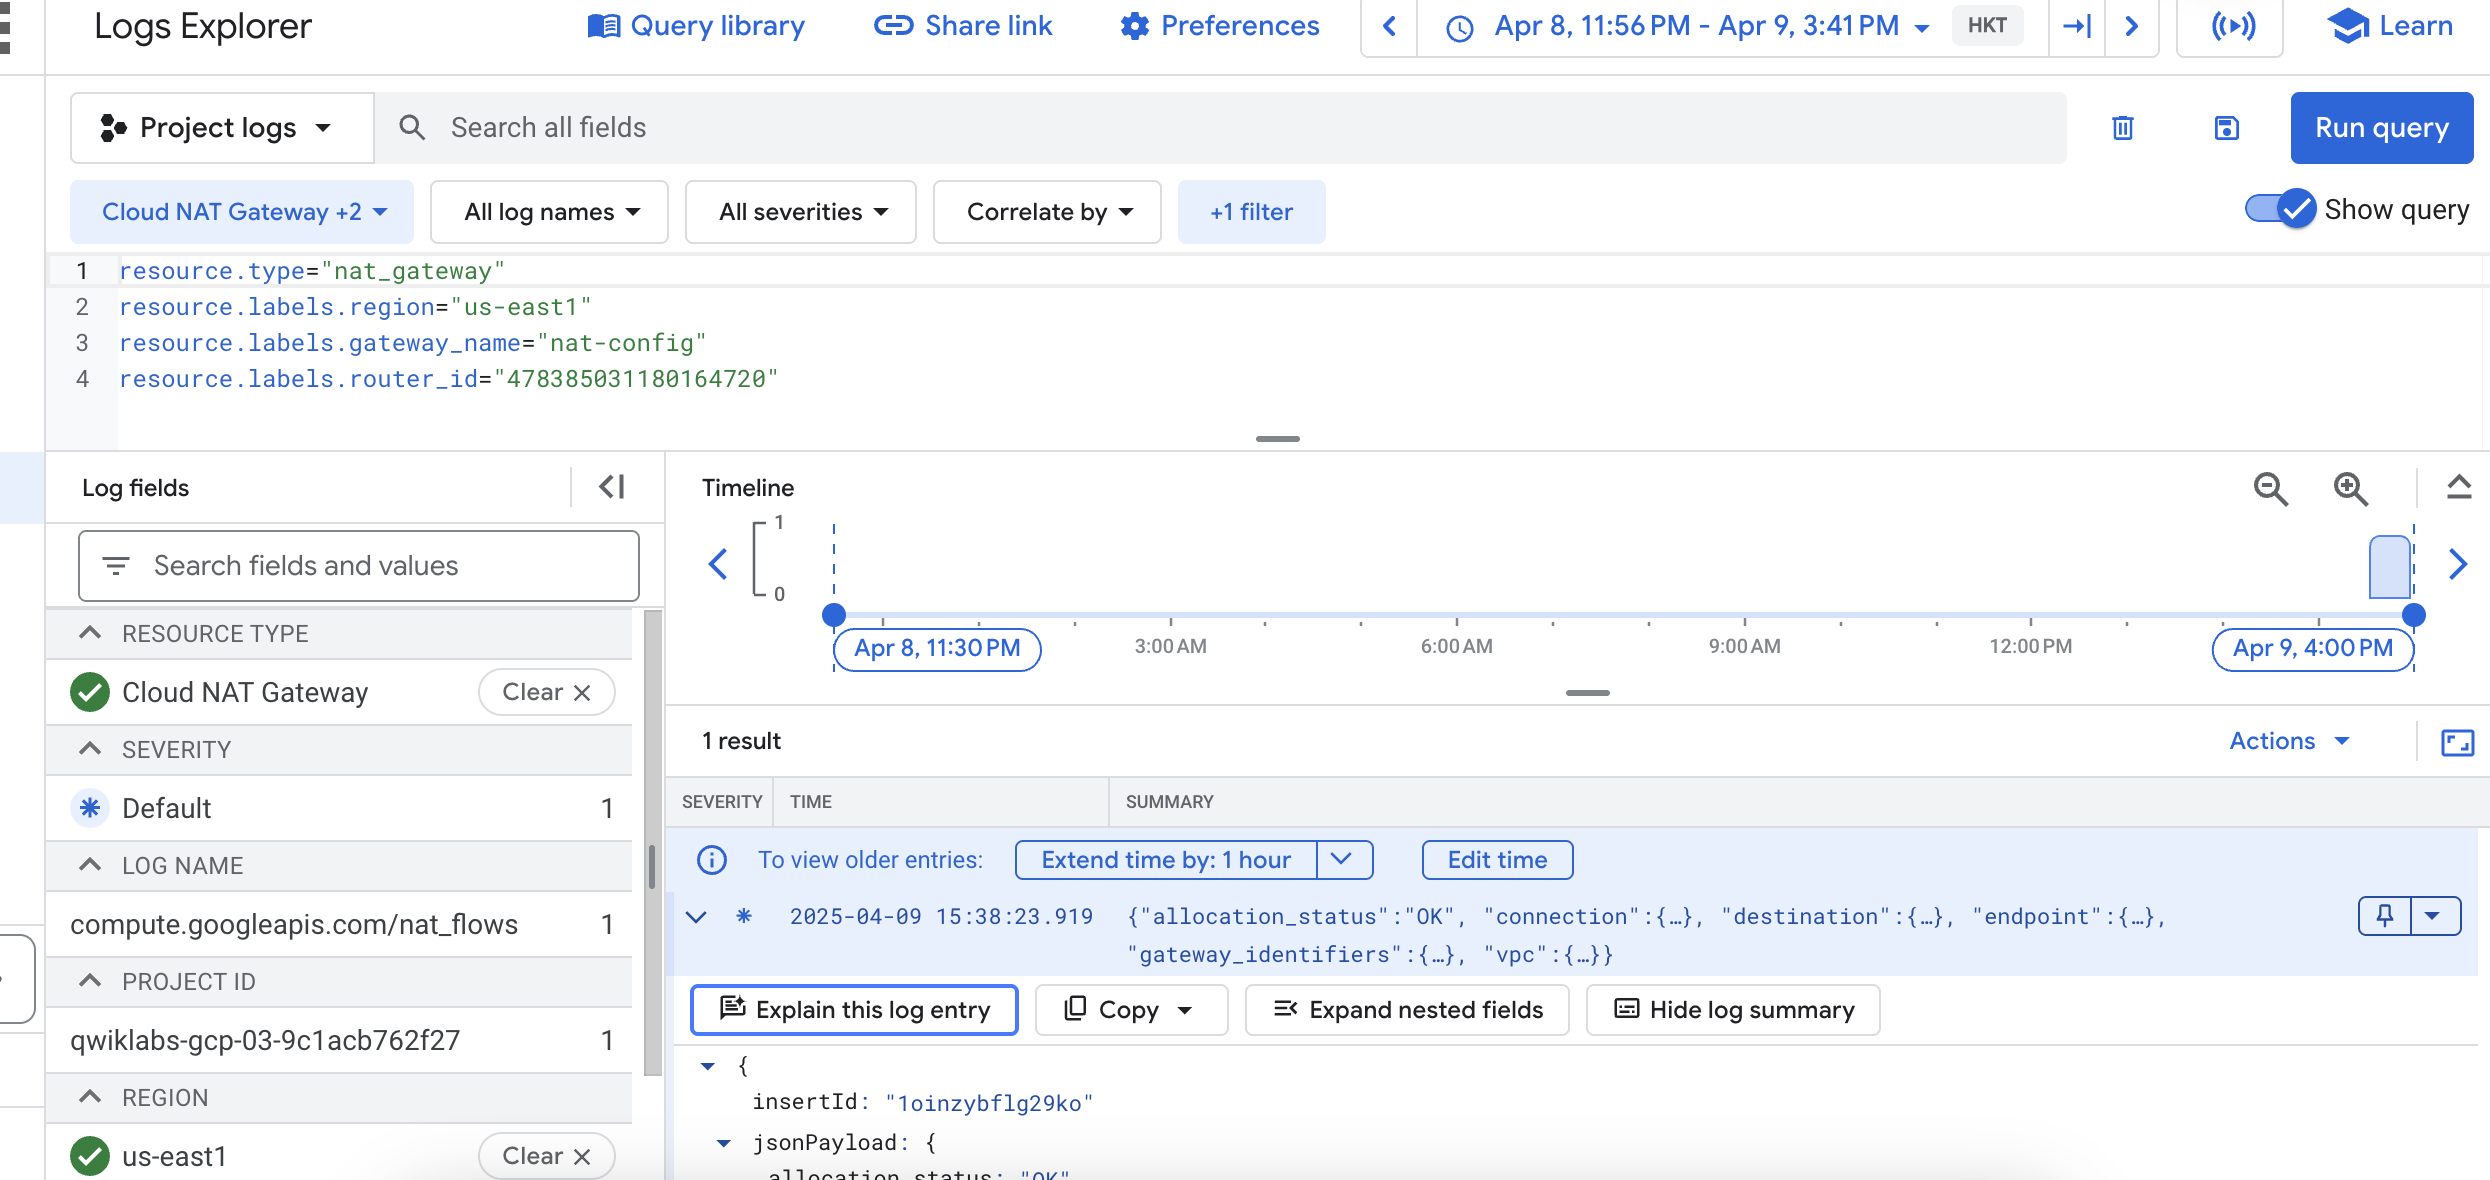 Logs Explorer
Query library
Share link
Preferences
Apr 8, 11:56 PM - Apr 9, 3:41 PM
HKT
Learn
Project logs
Search all fields
Run query
Cloud NAT Gateway +2
All log names
All severities
Correlate by
+1 filter
Show query
1 resource.type="nat_gateway"
2 resource.labels.region="us-east1"
3 resource.labels.gateway_name="nat-config"
4 resource.labels.router_id="478385031180164720"
Log fields
Search fields and values
RESOURCE TYPE
Cloud NAT Gateway
Clear
SEVERITY
Default 1
LOG NAME
compute.googleapis.com/nat_flows 1
PROJECT ID
qwiklabs-gcp-03-9c1acb762f27 1
REGION
us-east1
Clear
Timeline
1
0
Apr 8, 11:30 PM
3:00 AM
6:00 AM
9:00 AM
12:00 PM
Apr 9, 4:00 PM
1 result
Actions
SEVERITY TIME SUMMARY
To view older entries:
Extend time by: 1 hour
Edit time
2025-04-09 15:38:23.919 {"allocation_status":"OK", "connection":{…}, "destination":{…}, "endpoint":{…},
"gateway_identifiers":{…}, "vpc":{…}}
Explain this log entry
Copy
Expand nested fields
Hide log summary
{
insertId: "1oinzybflg29ko"
jsonPayload: {
allocation_status: "OK"